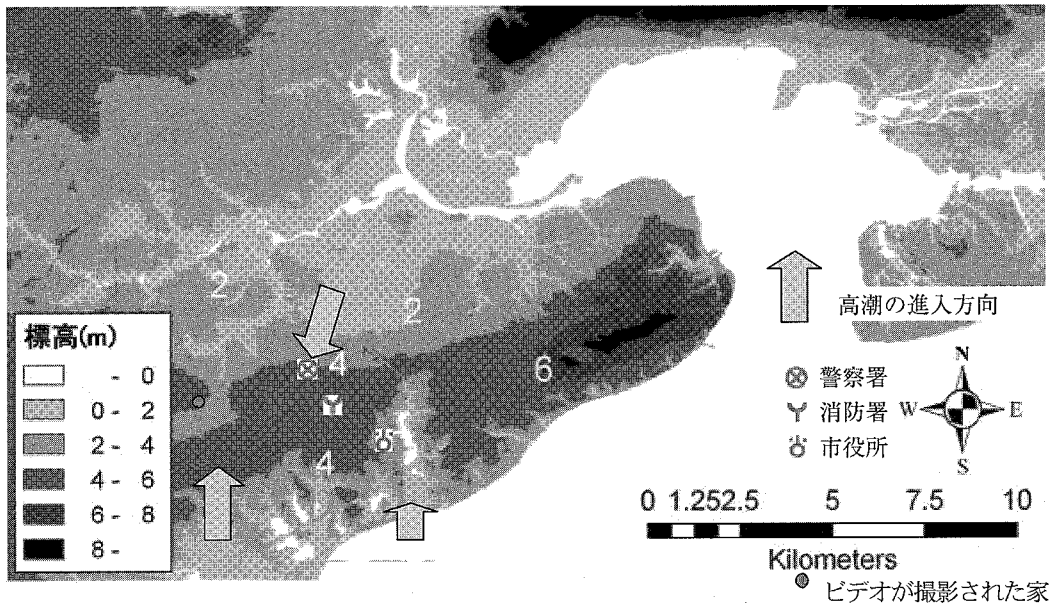 高潮の進入方向
標高(m)
- 0
0 - 2
2 - 4
4 - 6
6 - 8
8 -
2
2
4
6
4
警察署
消防署
市役所
N
W E
S
0 1.252.5 5 7.5 10
Kilometers
ビデオが撮影された家